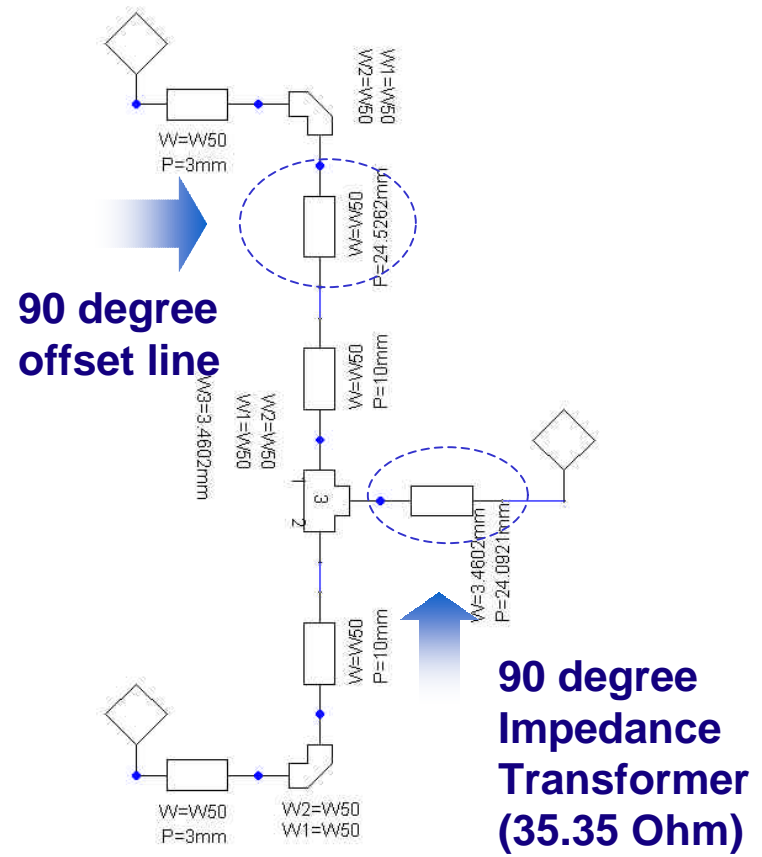 W=W50
P=3mm
W1=W50
W2=W50
W=W50
P=24.5262mm
90 degree
offset line
W=W50
P=10mm
W2=W50
W1=W50
W3=3.4602mm
1
3
2
W=3.4602mm
P=24.0921mm
W=W50
P=10mm
90 degree
Impedance
Transformer
(35.35 Ohm)
W=W50
P=3mm
W2=W50
W1=W50